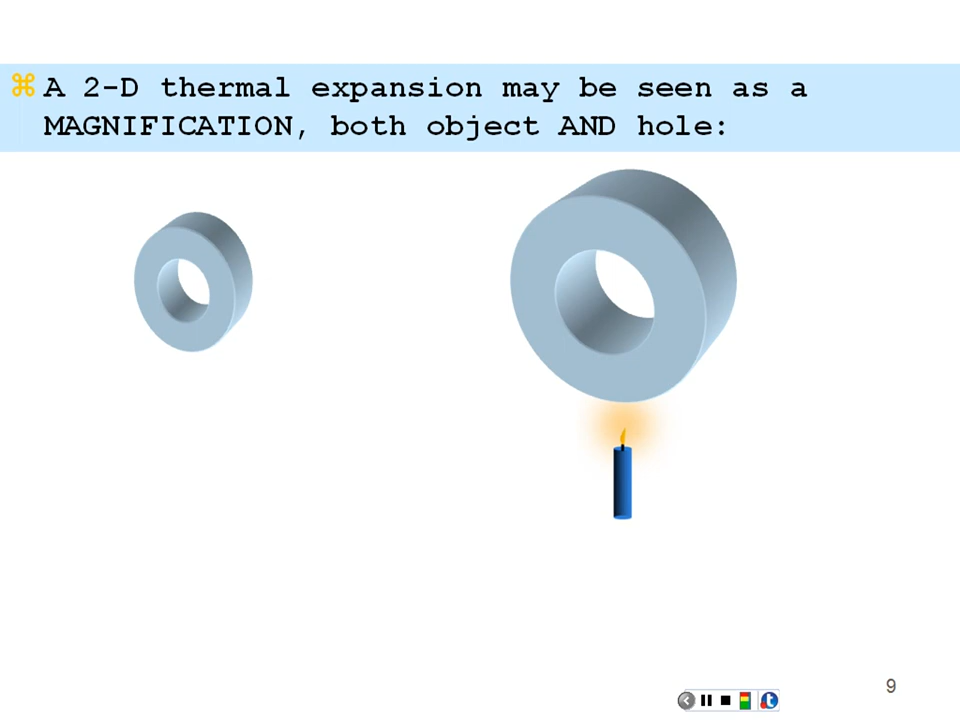 ⌘ A 2-D thermal expansion may be seen as a
MAGNIFICATION, both object AND hole:
9